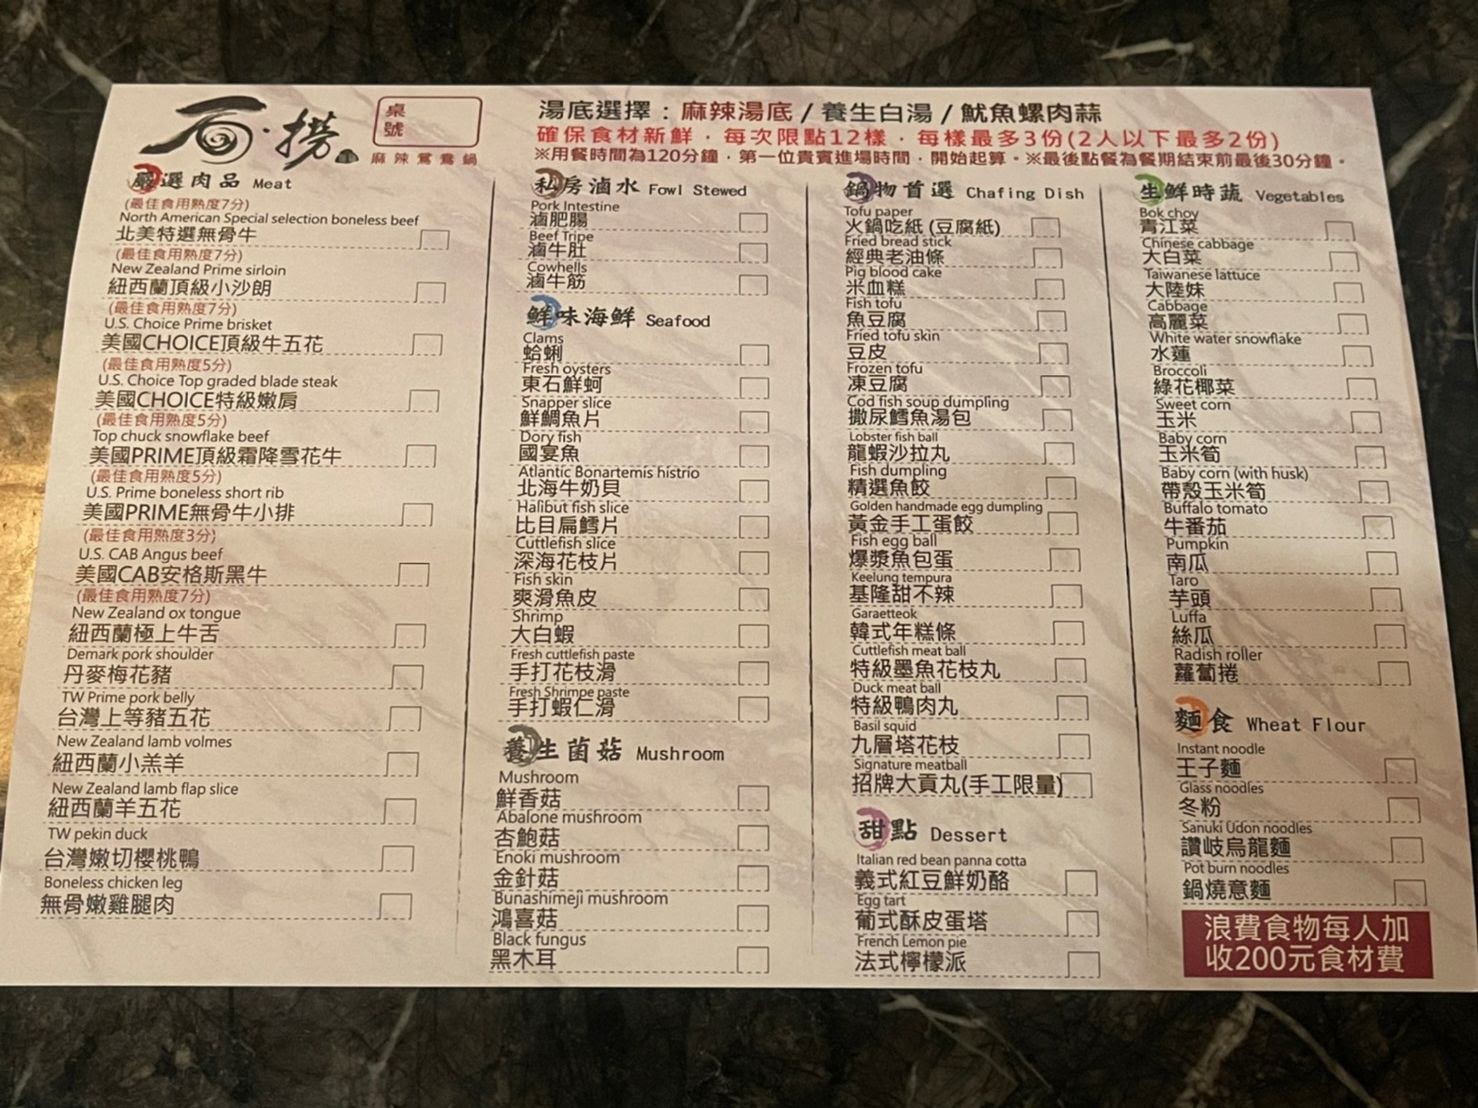 石・撈
桌號
麻辣鴛鴦鍋
湯底選擇：麻辣湯底 / 養生白湯 / 魷魚螺肉蒜
確保食材新鮮，每次限點12樣，每樣最多3份(2人以下最多2份)
※用餐時間為120分鐘，第一位貴賓進場時間，開始起算。※最後點餐為餐期結束前最後30分鐘。
嚴選肉品 Meat
(最佳食用熟度7分)
North American Special selection boneless beef
北美特選無骨牛
(最佳食用熟度7分)
New Zealand Prime sirloin
紐西蘭頂級小沙朗
(最佳食用熟度7分)
U.S. Choice Prime brisket
美國CHOICE頂級牛五花
(最佳食用熟度5分)
U.S. Choice Top graded blade steak
美國CHOICE特級嫩肩
(最佳食用熟度5分)
Top chuck snowflake beef
美國PRIME頂級霜降雪花牛
(最佳食用熟度5分)
U.S. Prime boneless short rib
美國PRIME無骨牛小排
(最佳食用熟度3分)
U.S. CAB Angus beef
美國CAB安格斯黑牛
(最佳食用熟度7分)
New Zealand ox tongue
紐西蘭極上牛舌
Demark pork shoulder
丹麥梅花豬
TW Prime pork belly
台灣上等豬五花
New Zealand lamb volmes
紐西蘭小羔羊
New Zealand lamb flap slice
紐西蘭羊五花
TW pekin duck
台灣嫩切櫻桃鴨
Boneless chicken leg
無骨嫩雞腿肉
私房滷水 Fowl Stewed
Pork Intestine
滷肥腸
Beef Tripe
滷牛肚
Cowhells
滷牛筋
鮮味海鮮 Seafood
Clams
蛤蜊
Fresh oysters
東石鮮蚵
Snapper slice
鮮鯛魚片
Dory fish
國宴魚
Atlantic Bonartemis histrio
北海牛奶貝
Halibut fish slice
比目扁鱈片
Cuttlefish slice
深海花枝片
Fish skin
爽滑魚皮
Shrimp
大白蝦
Fresh cuttlefish paste
手打花枝滑
Fresh Shrimpe paste
手打蝦仁滑
養生菌菇 Mushroom
Mushroom
鮮香菇
Abalone mushroom
杏鮑菇
Enoki mushroom
金針菇
Bunashimeji mushroom
鴻喜菇
Black fungus
黑木耳
鍋物首選 Chafing Dish
Tofu paper
火鍋吃紙 (豆腐紙)
Fried bread stick
經典老油條
Pig blood cake
米血糕
Fish tofu
魚豆腐
Fried tofu skin
豆皮
Frozen tofu
凍豆腐
Cod fish soup dumpling
撒尿鱈魚湯包
Lobster fish ball
龍蝦沙拉丸
Fish dumpling
精選魚餃
Golden handmade egg dumpling
黃金手工蛋餃
Fish egg ball
爆漿魚包蛋
Keelung tempura
基隆甜不辣
Garaetteok
韓式年糕條
Cuttlefish meat ball
特級墨魚花枝丸
Duck meat ball
特級鴨肉丸
Basil squid
九層塔花枝
Signature meatball
招牌大貢丸(手工限量)
甜點 Dessert
Italian red bean panna cotta
義式紅豆鮮奶酪
Egg tart
葡式酥皮蛋塔
French Lemon pie
法式檸檬派
生鮮時蔬 Vegetables
Bok choy
青江菜
Chinese cabbage
大白菜
Taiwanese lattuce
大陸妹
Cabbage
高麗菜
White water snowflake
水蓮
Broccoli
綠花椰菜
Sweet corn
玉米
Baby corn
玉米筍
Baby corn (with husk)
帶殼玉米筍
Buffalo tomato
牛番茄
Pumpkin
南瓜
Taro
芋頭
Luffa
絲瓜
Radish roller
蘿蔔捲
麵食 Wheat Flour
Instant noodle
王子麵
Glass noodles
冬粉
Sanuki Udon noodles
讚岐烏龍麵
Pot burn noodles
鍋燒意麵
浪費食物每人加
收200元食材費